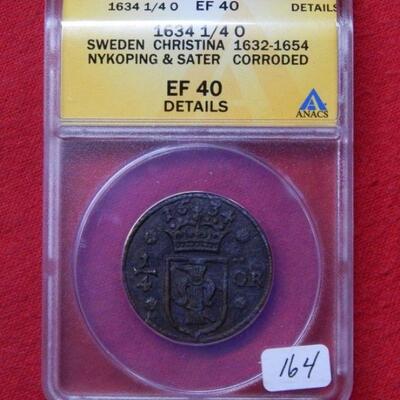 1634 1/4 O EF 40 DETAILS
1634 1/4 O
SWEDEN CHRISTINA 1632-1654
NYKOPING & SATER CORRODED
EF 40
DETAILS
ANACS
1634
1/4 OR
164